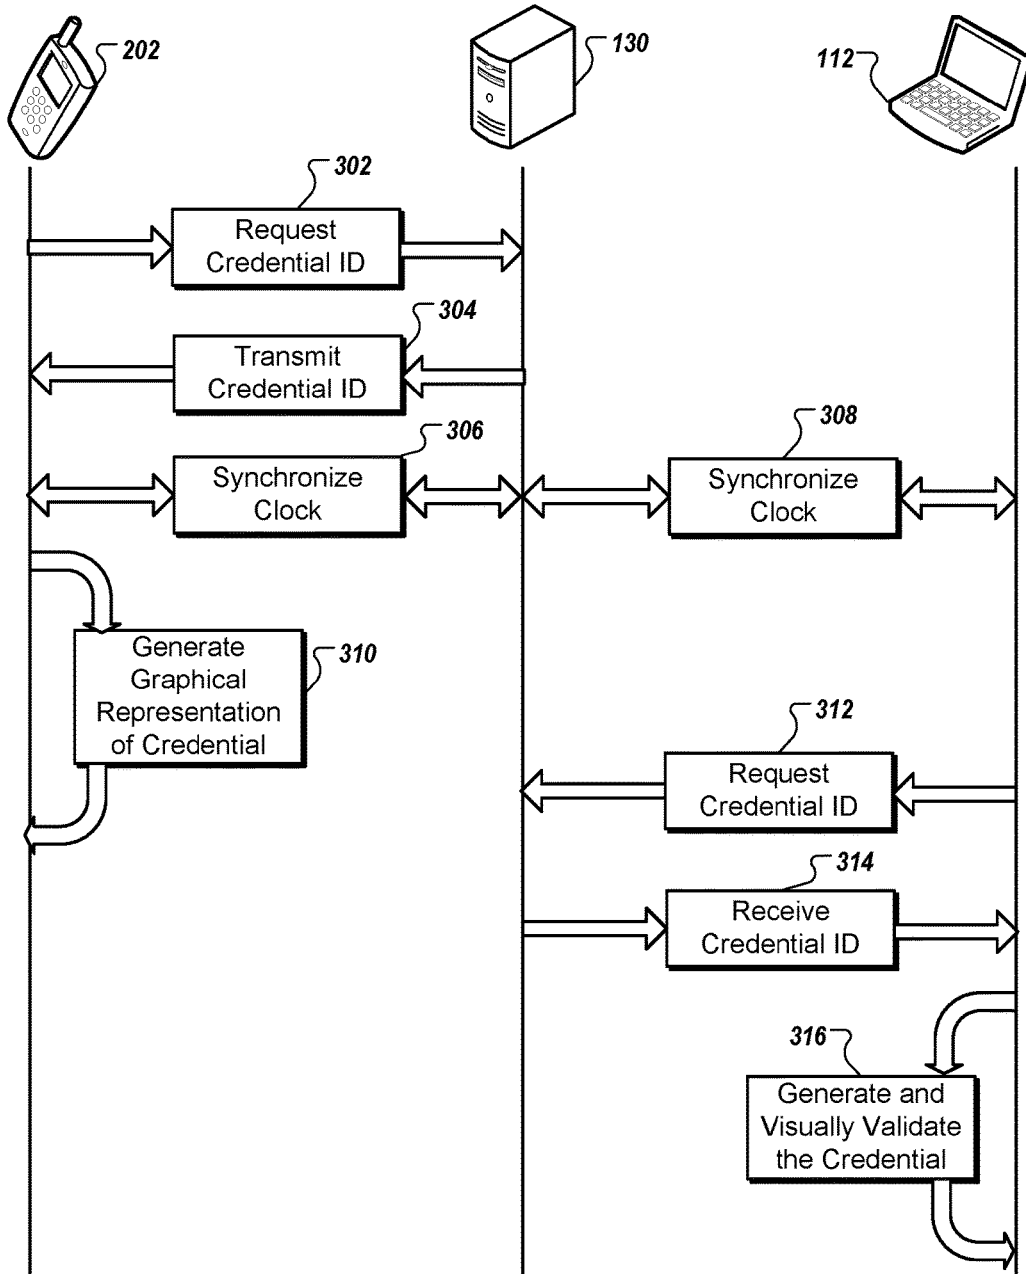 202
130
112
302
Request
Credential ID
304
Transmit
Credential ID
306
Synchronize
Clock
308
Synchronize
Clock
310
Generate
Graphical
Representation
of Credential
312
Request
Credential ID
314
Receive
Credential ID
316
Generate and
Visually Validate
the Credential